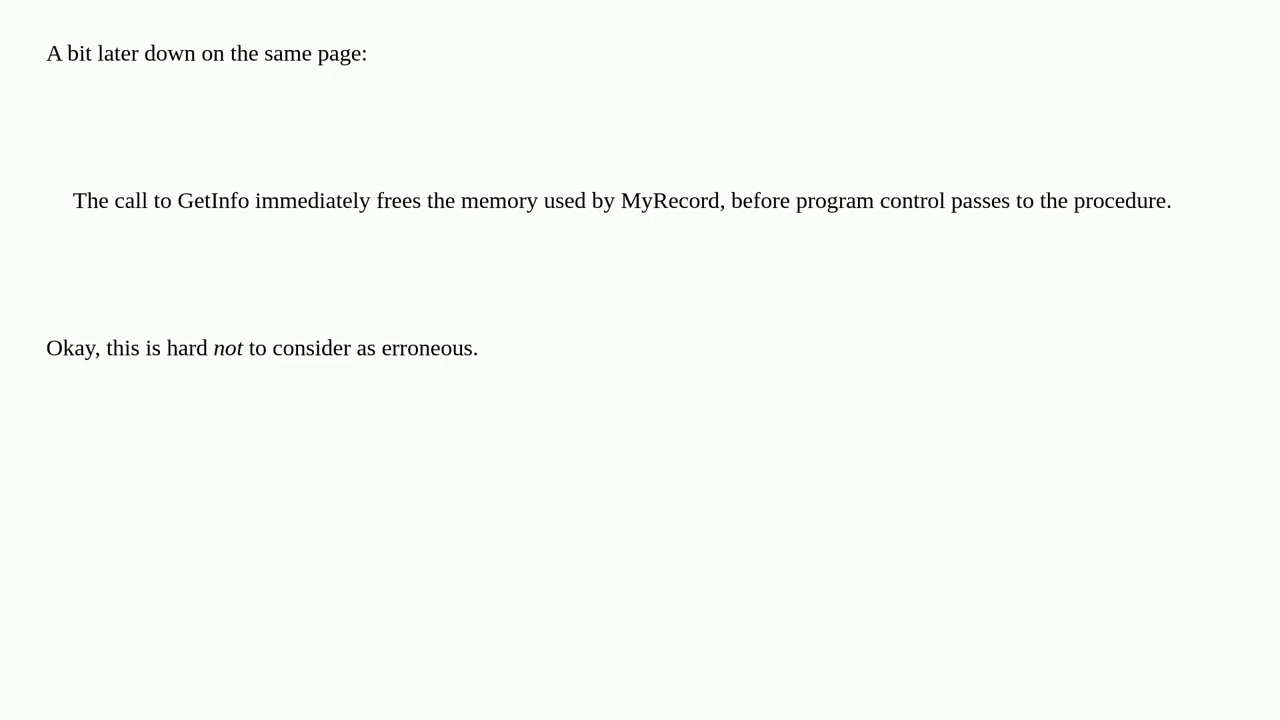 A bit later down on the same page:
The call to GetInfo immediately frees the memory used by MyRecord, before program control passes to the procedure.
Okay, this is hard not to consider as erroneous.